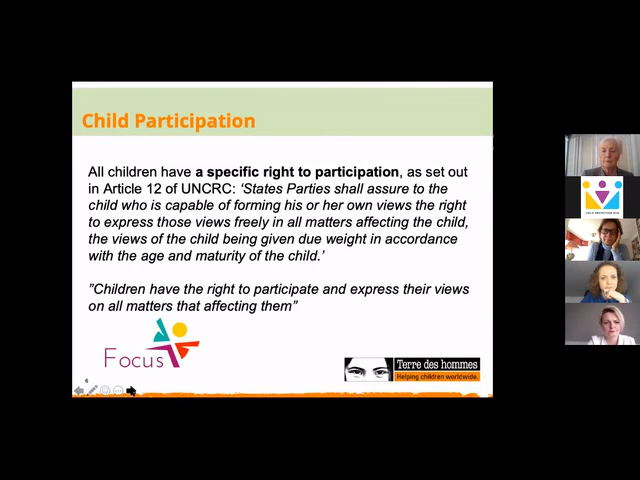 Child Participation
All children have a specific right to participation, as set out
in Article 12 of UNCRC: ‘States Parties shall assure to the
child who is capable of forming his or her own views the right
to express those views freely in all matters affecting the child,
the views of the child being given due weight in accordance
with the age and maturity of the child.’
”Children have the right to participate and express their views
on all matters that affecting them”
Focus
Terre des hommes
Helping children worldwide.
6
CHILD PROTECTION HUB